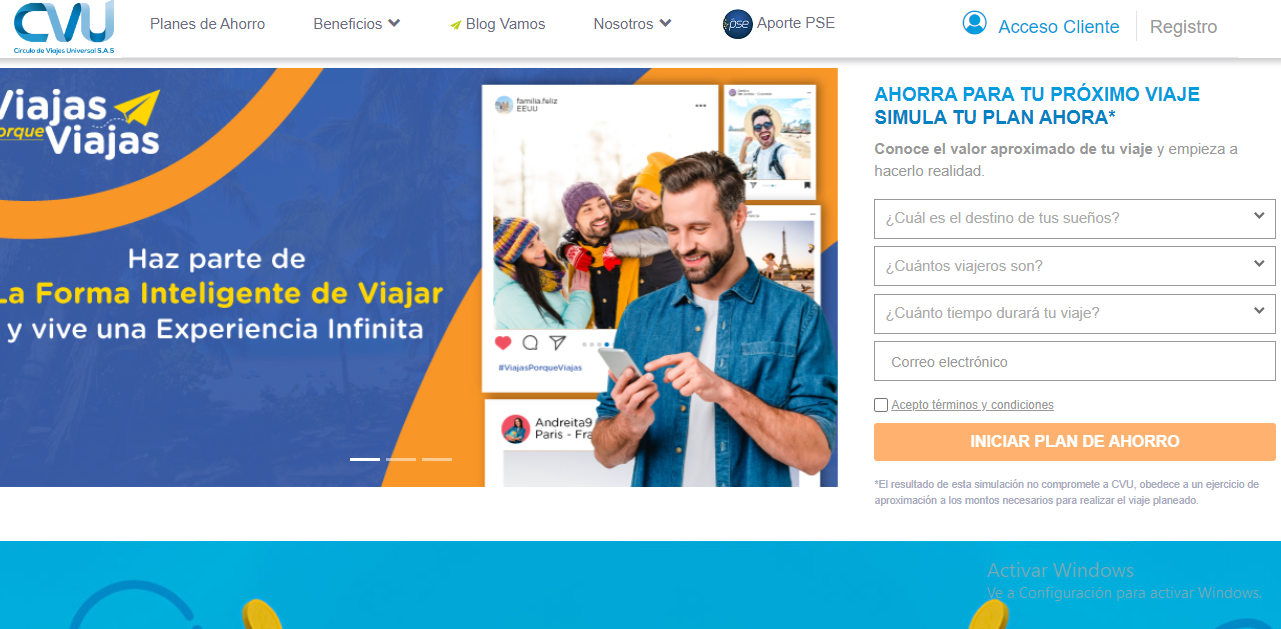 CVU
Círculo de Viajes Universal S.A.S
Planes de Ahorro
Beneficios
Blog Vamos
Nosotros
pse
Aporte PSE
Acceso Cliente
Registro
Viajas
porque
Viajas
Haz parte de
La Forma Inteligente de Viajar
y vive una Experiencia Infinita
familia.feliz
EEUU
#ViajasPorqueViajas
Andreita9
Paris - Fra
AHORRA PARA TU PRÓXIMO VIAJE
SIMULA TU PLAN AHORA*
Conoce el valor aproximado de tu viaje y empieza a
hacerlo realidad.
¿Cuál es el destino de tus sueños?
¿Cuántos viajeros son?
¿Cuánto tiempo durará tu viaje?
Correo electrónico
Acepto términos y condiciones
INICIAR PLAN DE AHORRO
*El resultado de esta simulación no compromete a CVU, obedece a un ejercicio de
aproximación a los montos necesarios para realizar el viaje planeado.
Activar Windows
Ve a Configuración para activar Windows.